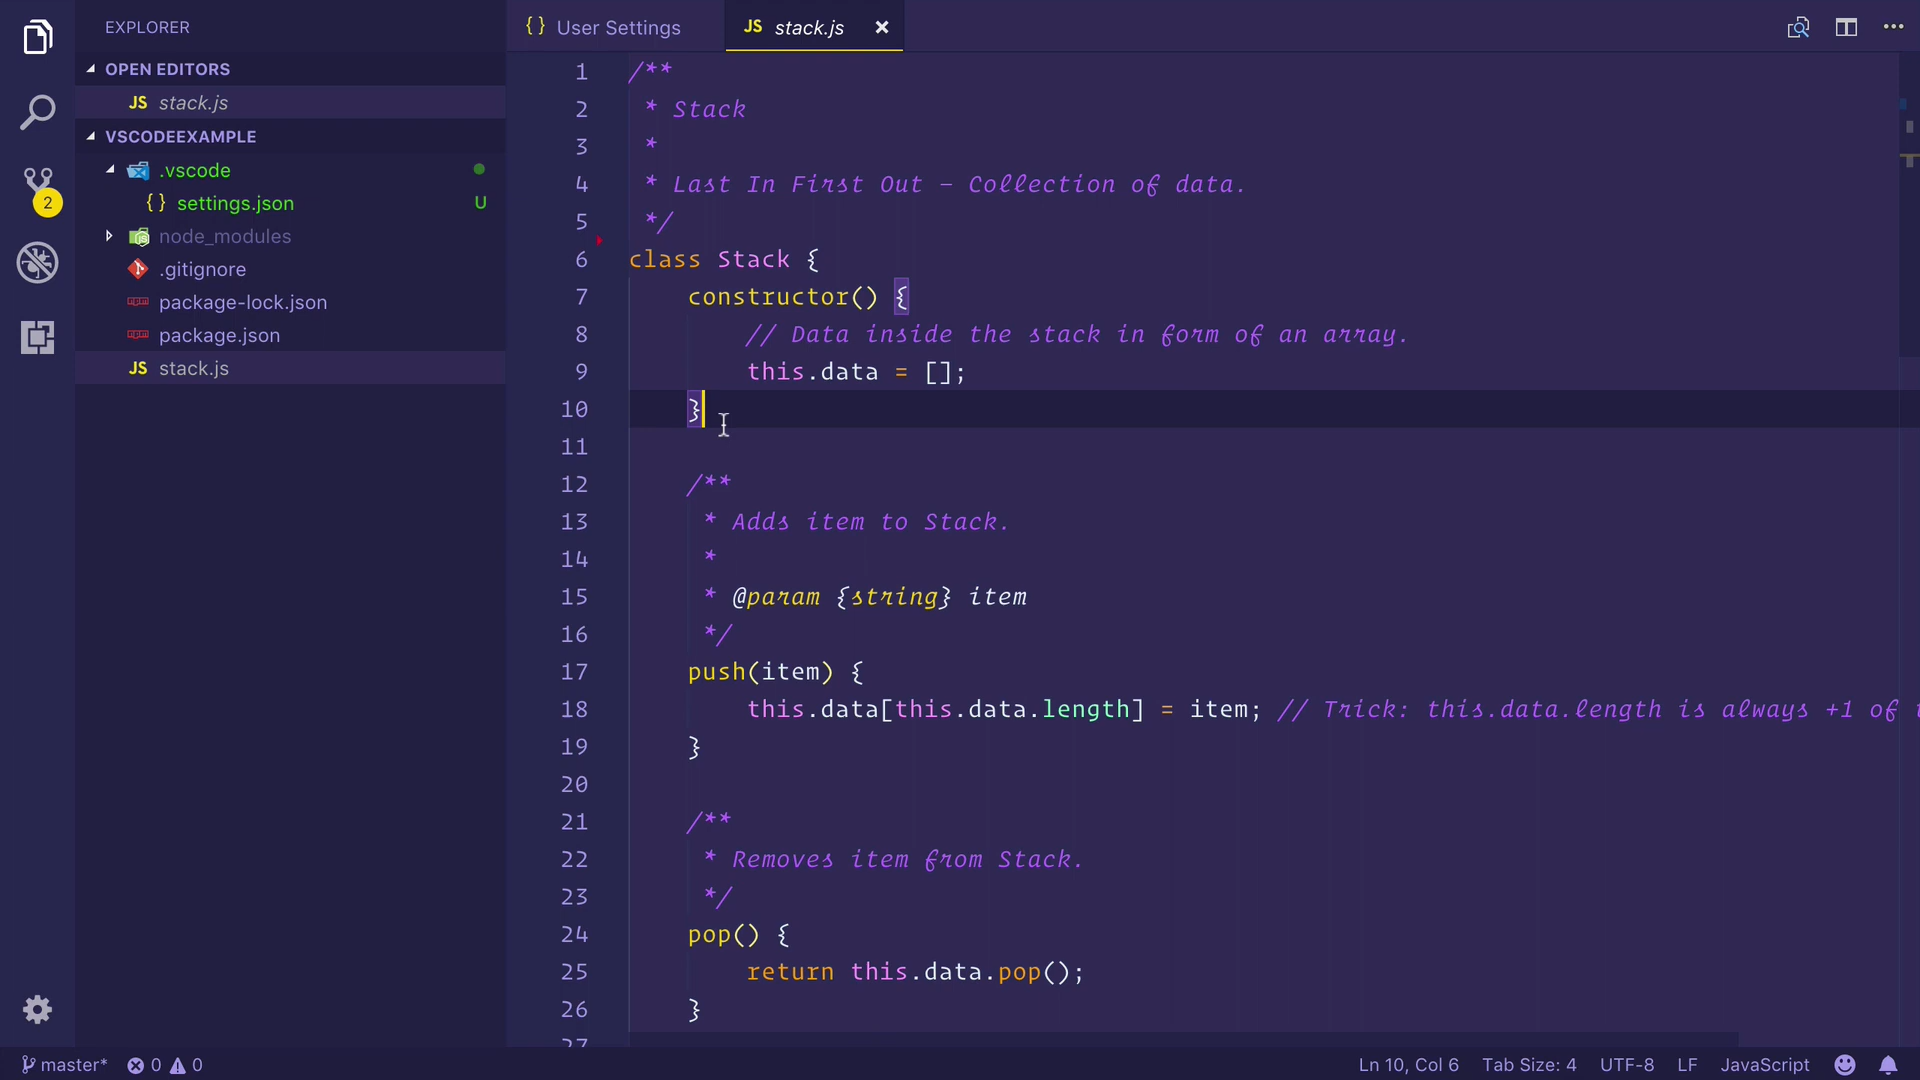 EXPLORER
OPEN EDITORS
JS stack.js
VSCODEEXAMPLE
.vscode
{} settings.json U
node_modules
.gitignore
package-lock.json
package.json
JS stack.js
2
{} User Settings
JS stack.js
1 /**
2  * Stack
3  *
4  * Last In First Out – Collection of data.
5  */
6 class Stack {
7     constructor() {
8         // Data inside the stack in form of an array.
9         this.data = [];
10     }
11
12     /**
13      * Adds item to Stack.
14      *
15      * @param {string} item
16      */
17     push(item) {
18         this.data[this.data.length] = item; // Trick: this.data.length is always +1 of
19     }
20
21     /**
22      * Removes item from Stack.
23      */
24     pop() {
25         return this.data.pop();
26     }
27
master* 0 0 Ln 10, Col 6 Tab Size: 4 UTF-8 LF JavaScript